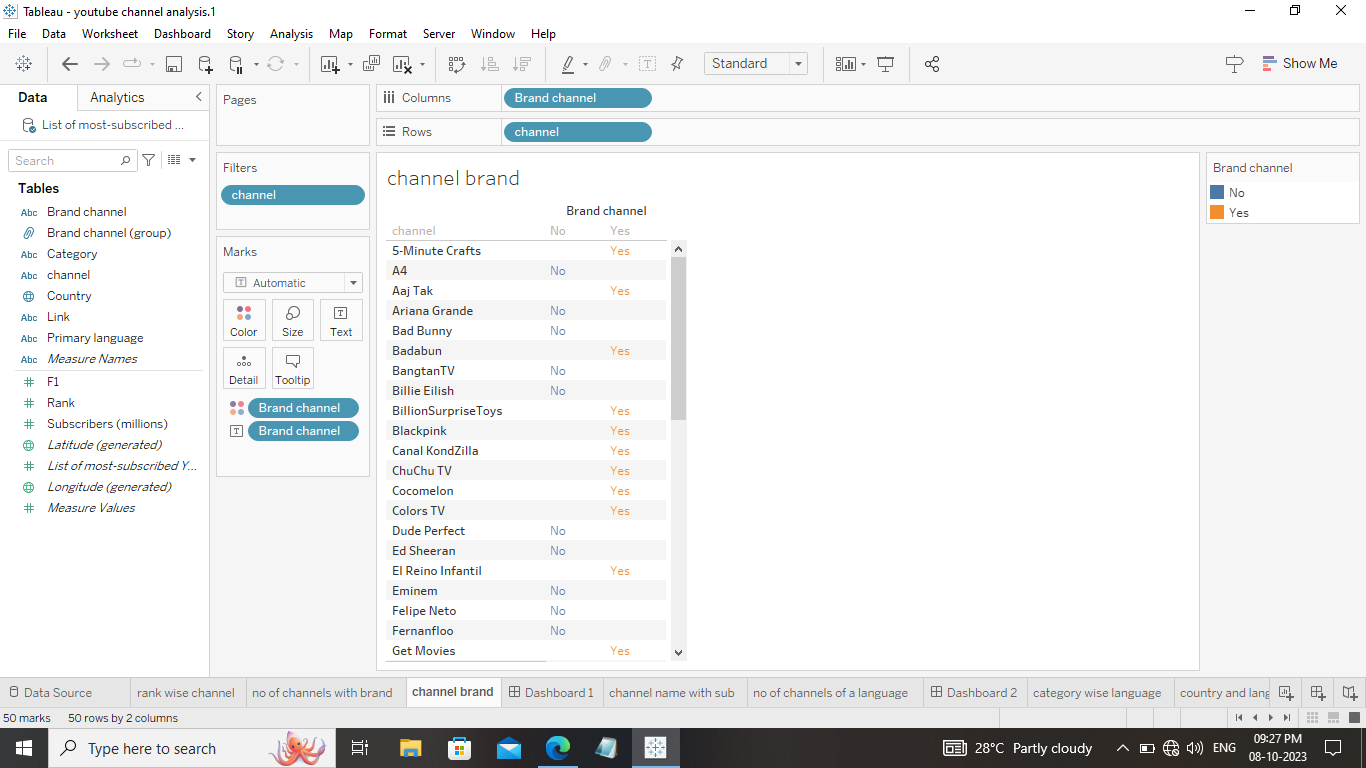 Tableau - youtube channel analysis.1
File Data Worksheet Dashboard Story Analysis Map Format Server Window Help
Standard
Show Me
Data Analytics
List of most-subscribed ...
Search
Tables
Abc Brand channel
Brand channel (group)
Abc Category
Abc channel
Country
Abc Link
Abc Primary language
Abc Measure Names
F1
Rank
Subscribers (millions)
Latitude (generated)
List of most-subscribed Y...
Longitude (generated)
Measure Values
Pages
Filters
channel
Marks
Automatic
Color Size Text
Detail Tooltip
Brand channel
Brand channel
Columns Brand channel
Rows channel
channel brand
Brand channel
channel No Yes
5-Minute Crafts Yes
A4 No
Aaj Tak Yes
Ariana Grande No
Bad Bunny No
Badabun Yes
BangtanTV No
Billie Eilish No
BillionSurpriseToys Yes
Blackpink Yes
Canal KondZilla Yes
ChuChu TV Yes
Cocomelon Yes
Colors TV Yes
Dude Perfect No
Ed Sheeran No
El Reino Infantil Yes
Eminem No
Felipe Neto No
Fernanfloo No
Get Movies Yes
Brand channel
No
Yes
Data Source rank wise channel no of channels with brand channel brand Dashboard 1 channel name with sub no of channels of a language Dashboard 2 category wise language country and lang
50 marks 50 rows by 2 columns
Type here to search
28°C Partly cloudy
ENG
09:27 PM
08-10-2023